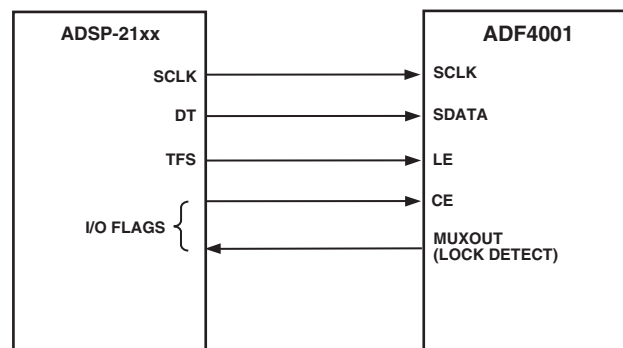 ADSP-21xx
SCLK
DT
TFS
I/O FLAGS
ADF4001
SCLK
SDATA
LE
CE
MUXOUT
(LOCK DETECT)